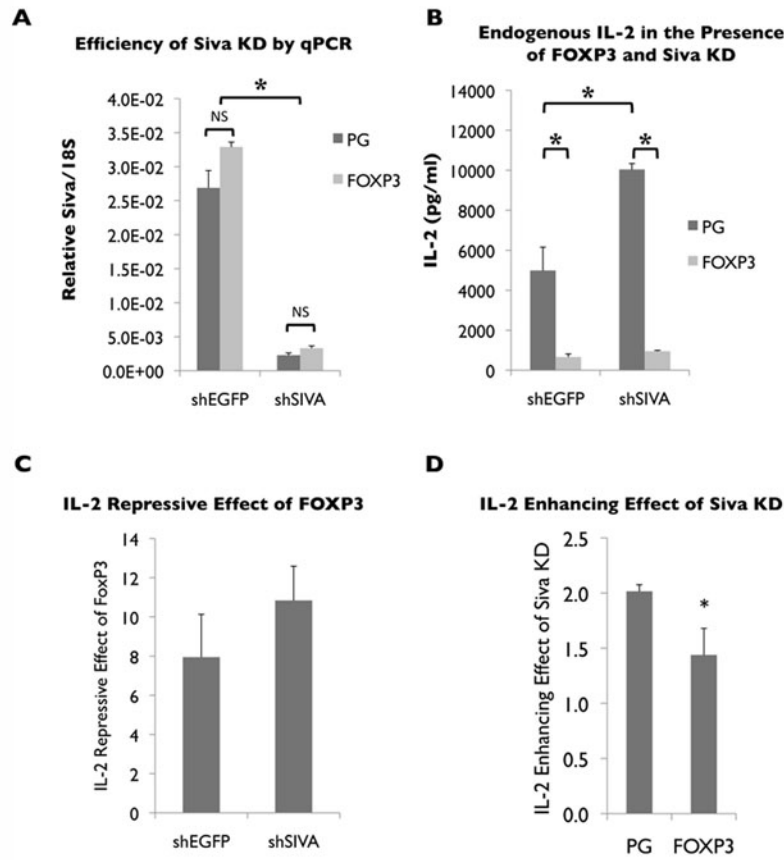 A
Efficiency of Siva KD by qPCR
Relative Siva/18S
4.0E-02
3.5E-02
3.0E-02
2.5E-02
2.0E-02
1.5E-02
1.0E-02
5.0E-03
0.0E+00
*
NS
NS
PG
FOXP3
shEGFP
shSIVA
B
Endogenous IL-2 in the Presence
of FOXP3 and Siva KD
IL-2 (pg/ml)
14000
12000
10000
8000
6000
4000
2000
0
*
*
*
PG
FOXP3
shEGFP
shSIVA
C
IL-2 Repressive Effect of FOXP3
IL-2 Repressive Effect of FoxP3
14
12
10
8
6
4
2
0
shEGFP
shSIVA
D
IL-2 Enhancing Effect of Siva KD
IL-2 Enhancing Effect of Siva KD
2.5
2.0
1.5
1.0
0.5
0.0
*
PG
FOXP3